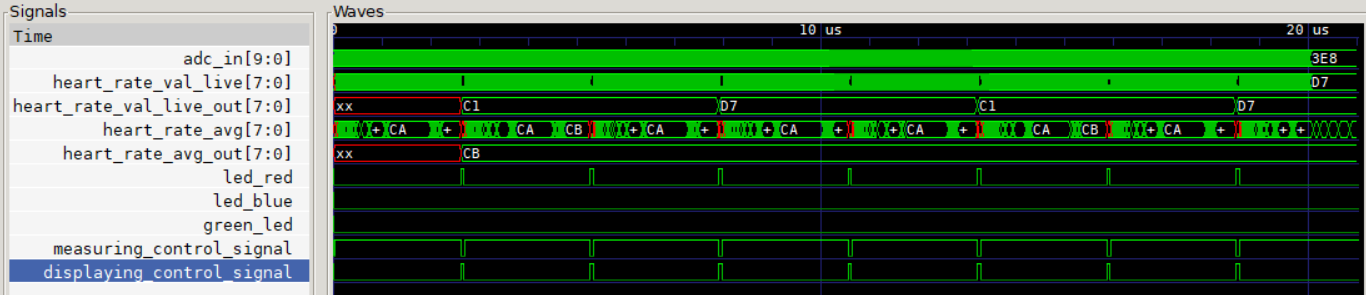 Signals
Waves
Time
0 10 us 20 us
adc_in[9:0] 3E8
heart_rate_val_live[7:0] D7
heart_rate_val_live_out[7:0] xx C1 D7 C1 D7
heart_rate_avg[7:0] + CA + CA CB + CA + + CA + + CA + CA CB + CA + + +
heart_rate_avg_out[7:0] xx CB
led_red
led_blue
green_led
measuring_control_signal
displaying_control_signal